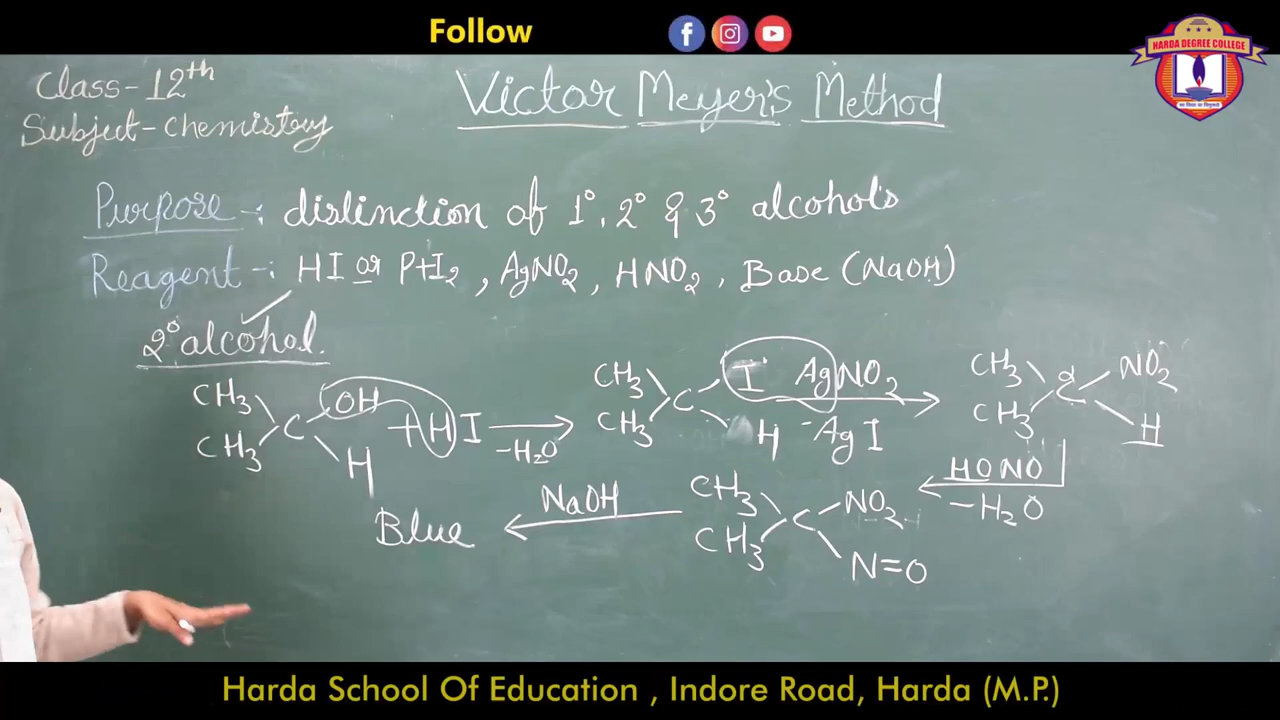 Follow
HARDA DEGREE COLLEGE
Class-12th
Subject-Chemistry
Victor Meyer's Method
Purpose -: distinction of 1°, 2° & 3° alcohols
Reagent -: HI or P+I2, AgNO2, HNO2, Base (NaOH)
2° alcohol.
CH3 CH3 C OH H + HI -H2O
CH3 CH3 C I H AgNO2 -AgI
CH3 CH3 C NO2 H
HONO -H2O
CH3 CH3 C NO2 N=O
NaOH
Blue
Harda School Of Education , Indore Road, Harda (M.P.)